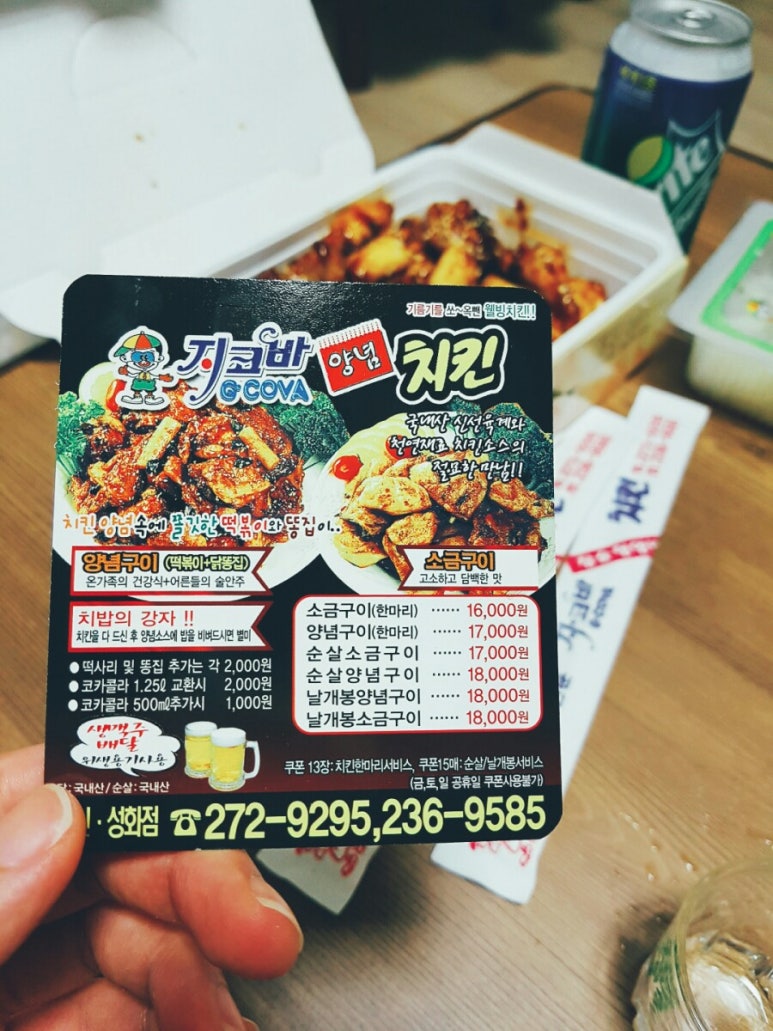 기름기를 쏘~옥뺀 웰빙치킨!!
지코바 양념 치킨
G COVA
국내산 신선육계와
천연재료 치킨소스의
절묘한 만남!!
치킨 양념속에 쫄깃한 떡볶이와 똥집이..
양념구이 (떡볶이+닭똥집)
온가족의 건강식+어른들의 술안주
소금구이
고소하고 담백한 맛
치밥의 강자 !!
치킨을 다 드신 후 양념소스에 밥을 비벼드시면 별미
● 떡사리 및 똥집 추가는 각 2,000원
● 코카콜라 1.25ℓ 교환시 2,000원
● 코카콜라 500㎖추가시 1,000원
소금구이(한마리) ······ 16,000원
양념구이(한마리) ······ 17,000원
순살소금구이 ······ 17,000원
순살양념구이 ······ 18,000원
날개봉양념구이 ······ 18,000원
날개봉소금구이 ······ 18,000원
생맥주
배달
위생용기사용
쿠폰 13장: 치킨한마리서비스, 쿠폰15매: 순살/날개봉서비스
(금,토,일 공휴일 쿠폰사용불가)
: 국내산 / 순살 : 국내산
· 성화점 ☎272-9295,236-9585
치킨
지코바
G COVA